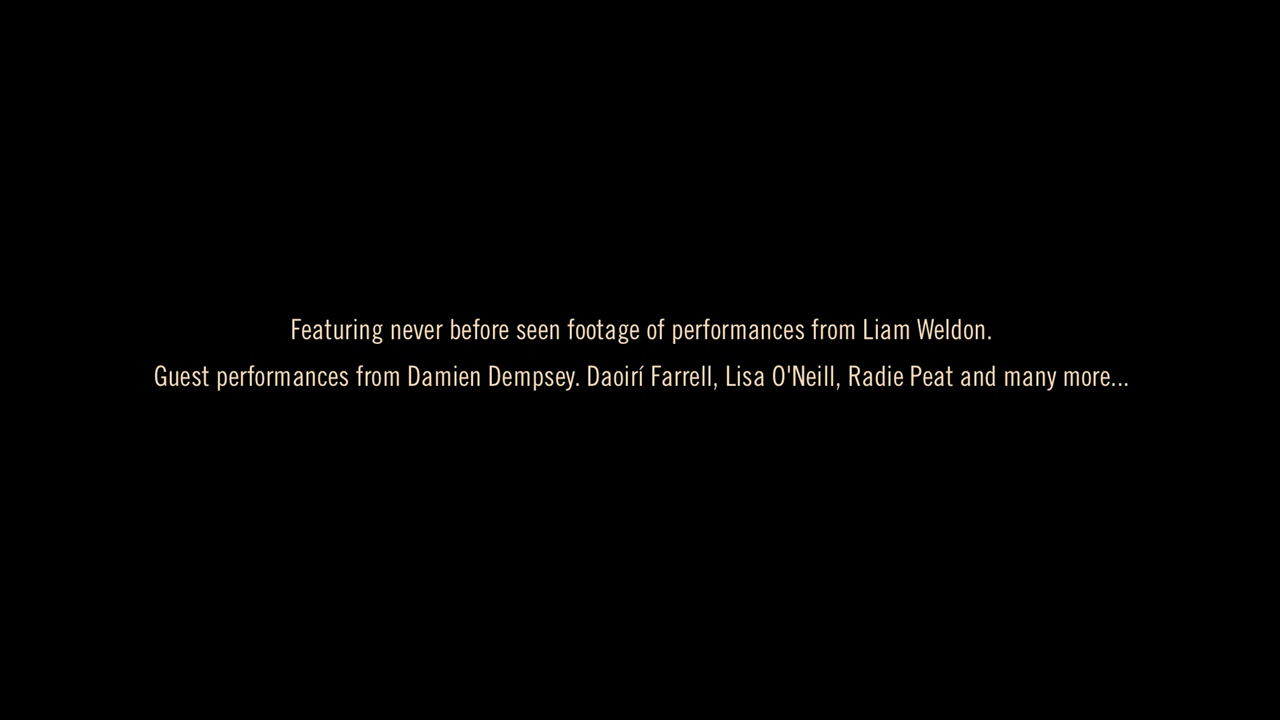 Featuring never before seen footage of performances from Liam Weldon.
Guest performances from Damien Dempsey. Daoirí Farrell, Lisa O'Neill, Radie Peat and many more...